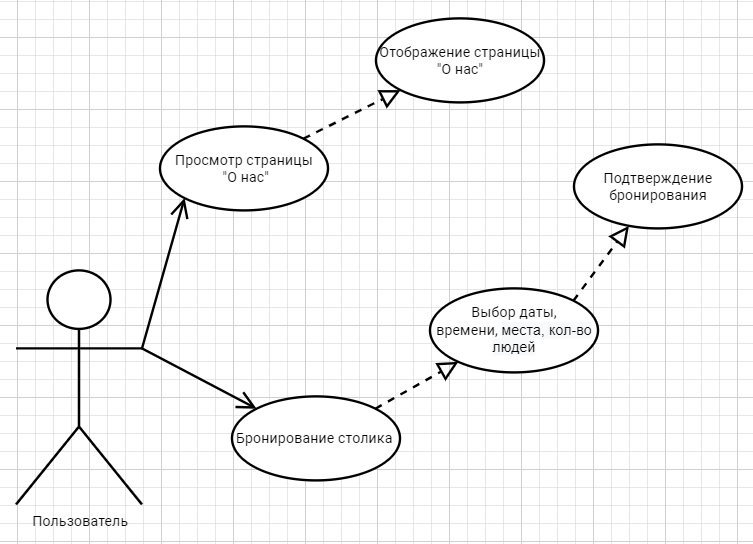 Отображение страницы
"О нас"
Просмотр страницы
"О нас"
Подтверждение
бронирования
Выбор даты,
времени, места, кол-во
людей
Бронирование столика
Пользователь